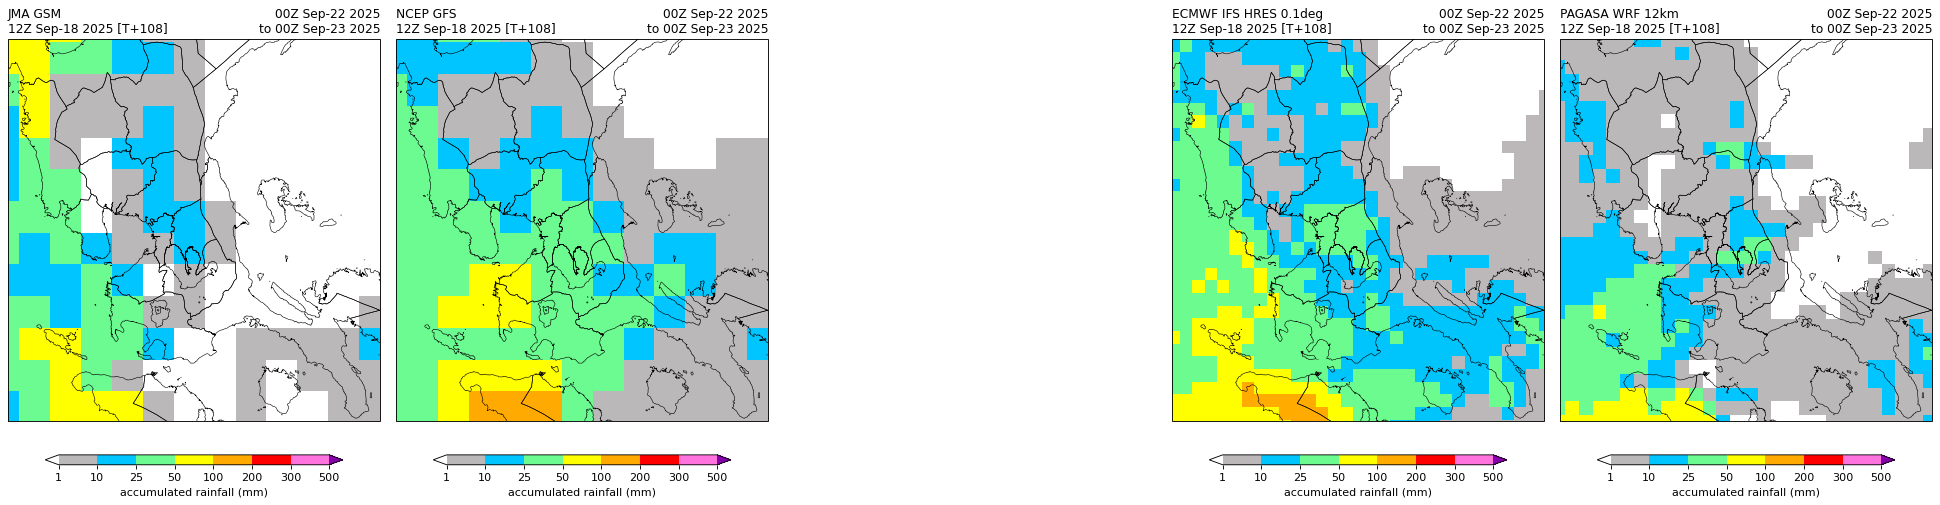 JMA GSM 00Z Sep-22 2025
12Z Sep-18 2025 [T+108] to 00Z Sep-23 2025
1 10 25 50 100 200 300 500
accumulated rainfall (mm)
NCEP GFS 00Z Sep-22 2025
12Z Sep-18 2025 [T+108] to 00Z Sep-23 2025
1 10 25 50 100 200 300 500
accumulated rainfall (mm)
ECMWF IFS HRES 0.1deg 00Z Sep-22 2025
12Z Sep-18 2025 [T+108] to 00Z Sep-23 2025
1 10 25 50 100 200 300 500
accumulated rainfall (mm)
PAGASA WRF 12km 00Z Sep-22 2025
12Z Sep-18 2025 [T+108] to 00Z Sep-23 2025
1 10 25 50 100 200 300 500
accumulated rainfall (mm)